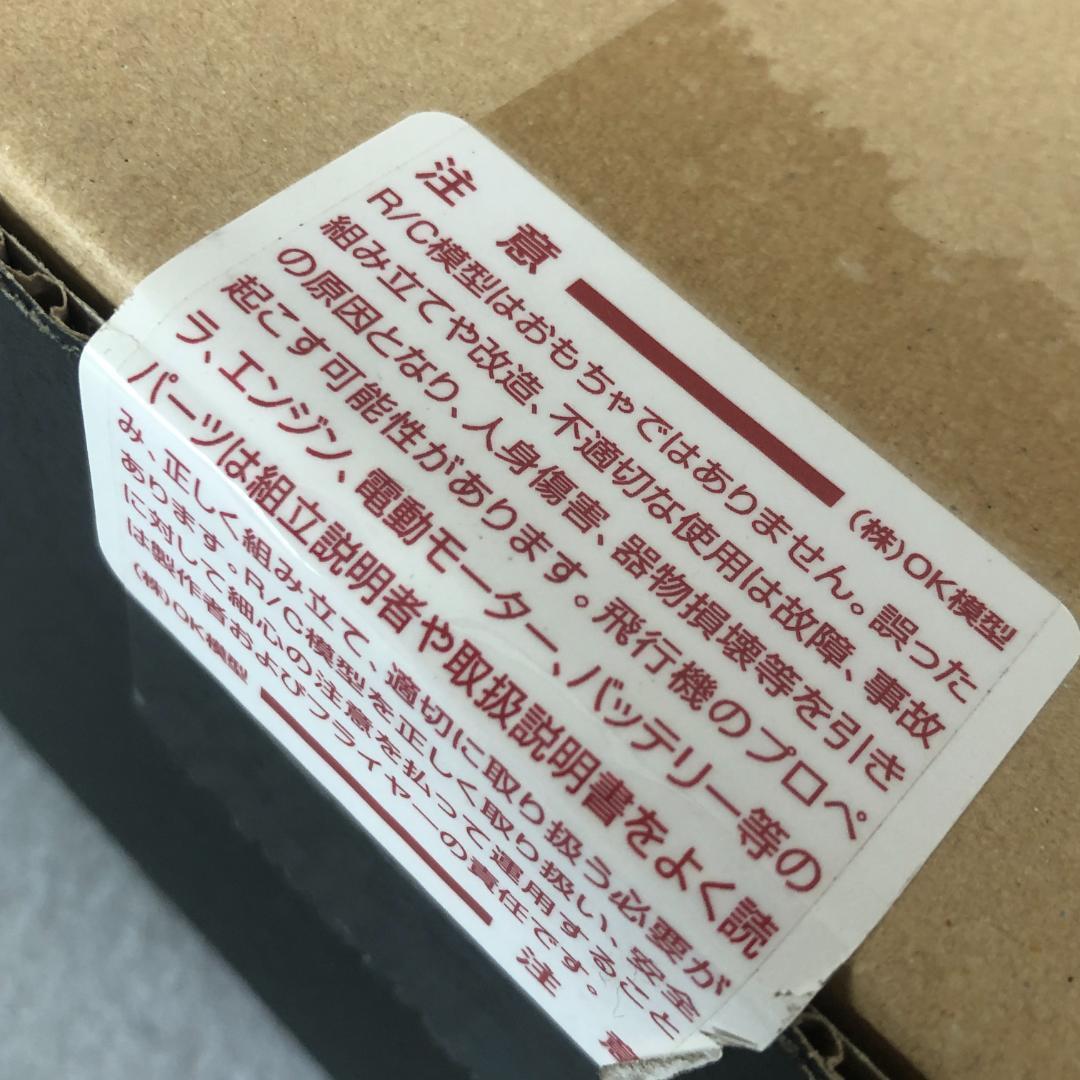 注 意 (株)OK模型
R/C模型はおもちゃではありません。誤った
組み立てや改造、不適切な使用は故障、事故
の原因となり、人身傷害、器物損壊等を引き
起こす可能性があります。飛行機のプロペ
ラ、エンジン、電動モーター、バッテリー等の
パーツは組立説明者や取扱説明書をよく読
み、正しく組み立て、適切に取り扱う必要が
あります。R/C模型を正しく取り扱い、安全
に対して細心の注意を払って運用すること
は製作者およびフライヤーの責任です。
(株)OK模型 注 意